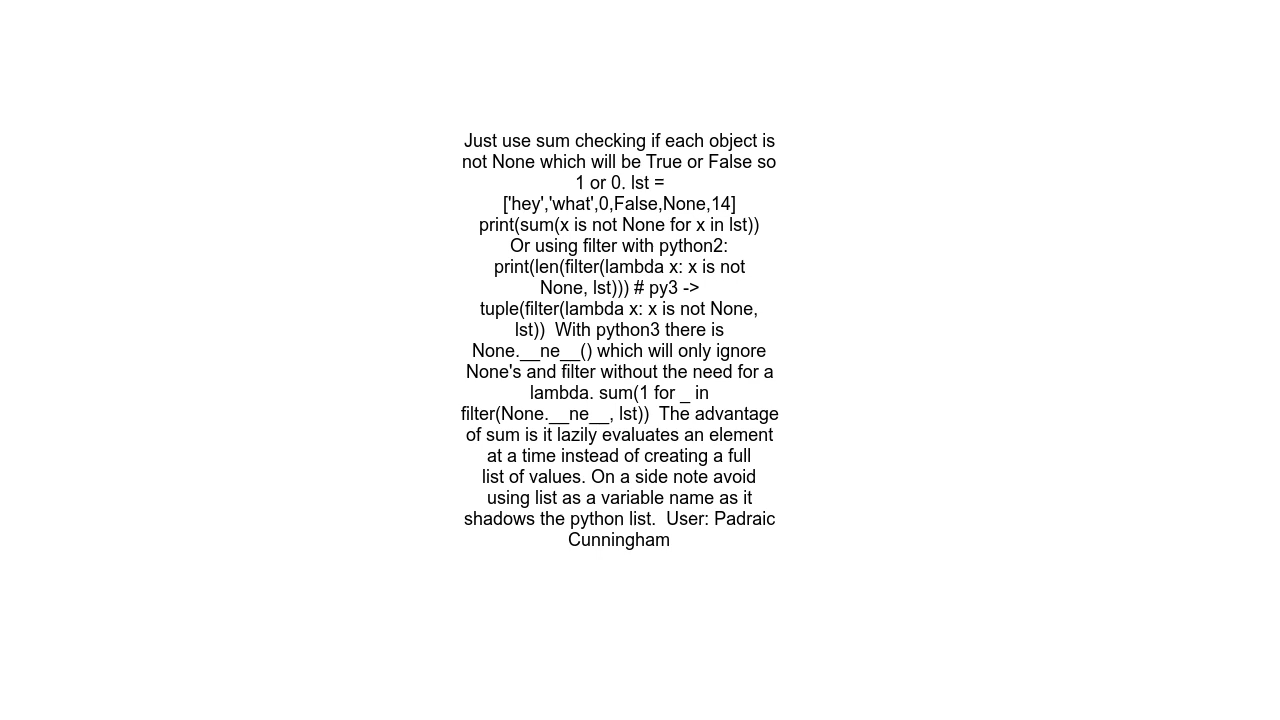 Just use sum checking if each object is
not None which will be True or False so
1 or 0. lst =
['hey','what',0,False,None,14]
print(sum(x is not None for x in lst))
Or using filter with python2:
print(len(filter(lambda x: x is not
None, lst))) # py3 ->
tuple(filter(lambda x: x is not None,
lst))  With python3 there is
None.__ne__() which will only ignore
None's and filter without the need for a
lambda. sum(1 for _ in
filter(None.__ne__, lst))  The advantage
of sum is it lazily evaluates an element
at a time instead of creating a full
list of values. On a side note avoid
using list as a variable name as it
shadows the python list.  User: Padraic
Cunningham